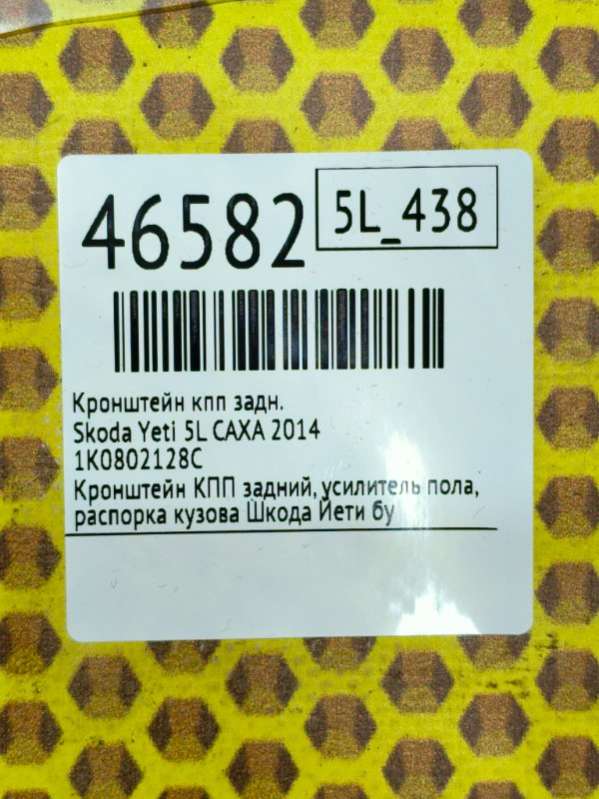 46582
5L_438
Кронштейн кпп задн.
Skoda Yeti 5L CAXA 2014
1K0802128C
Кронштейн КПП задний, усилитель пола,
распорка кузова Шкода Йети бу